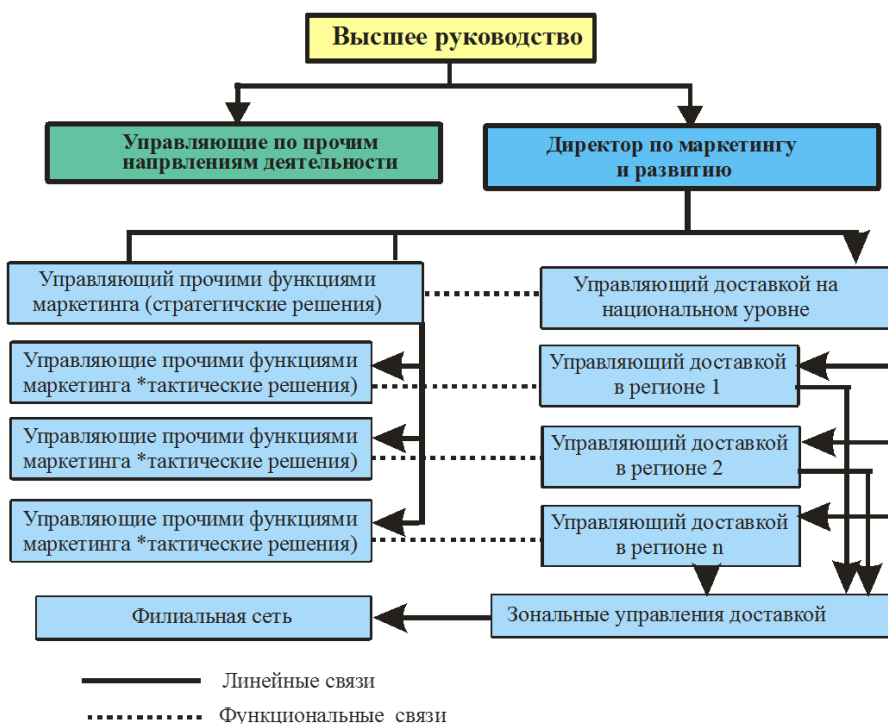 Высшее руководство
Управляющие по прочим
напрвлениям деятельности
Директор по маркетингу
и развитию
Управляющий прочими функциями
маркетинга (стратегичские решения)
Управляющий доставкой на
национальном уровне
Управляющие прочими функциями
маркетинга *тактические решения)
Управляющий доставкой
в регионе 1
Управляющие прочими функциями
маркетинга *тактические решения)
Управляющий доставкой
в регионе 2
Управляющие прочими функциями
маркетинга *тактические решения)
Управляющий доставкой
в регионе n
Филиальная сеть
Зональные управления доставкой
Линейные связи
Функциональные связи